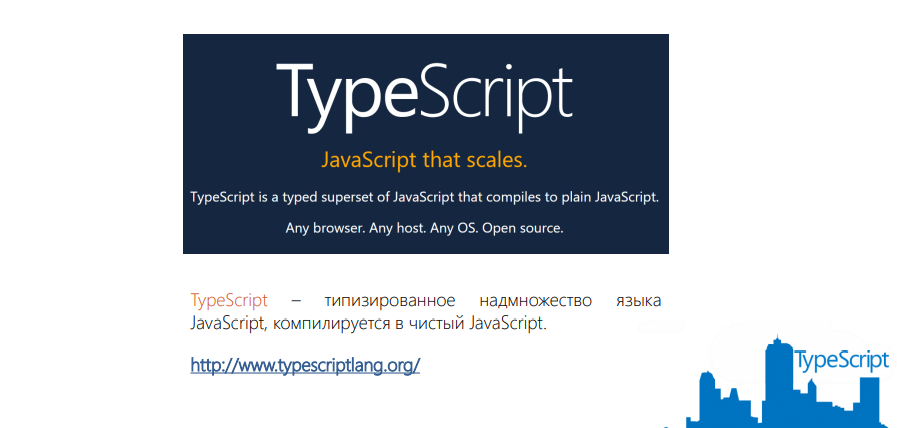 TypeScript
JavaScript that scales.
TypeScript is a typed superset of JavaScript that compiles to plain JavaScript.
Any browser. Any host. Any OS. Open source.
TypeScript – типизированное надмножество языка
JavaScript, компилируется в чистый JavaScript.
http://www.typescriptlang.org/
TypeScript